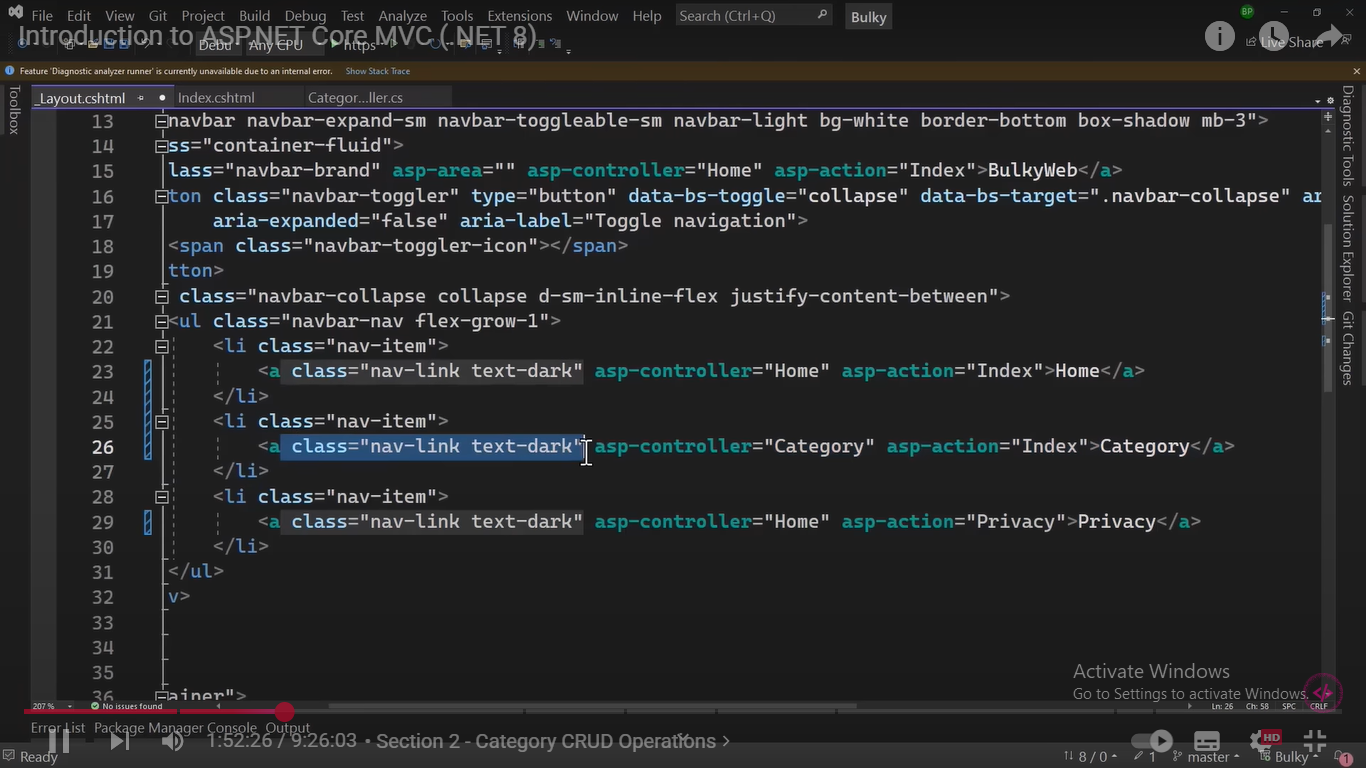 File Edit View Git Project Build Debug Test Analyze Tools Extensions Window Help Search (Ctrl+Q) Bulky BP
Introduction to ASP.NET Core MVC (.NET 8)
Debu Any CPU https Live Share
Feature 'Diagnostic analyzer runner' is currently unavailable due to an internal error. Show Stack Trace
_Layout.cshtml Index.cshtml Categor...ller.cs
Toolbox
Diagnostic Tools Solution Explorer Git Changes
13 navbar navbar-expand-sm navbar-toggleable-sm navbar-light bg-white border-bottom box-shadow mb-3">
14 ss="container-fluid">
15 lass="navbar-brand" asp-area="" asp-controller="Home" asp-action="Index">BulkyWeb</a>
16 ton class="navbar-toggler" type="button" data-bs-toggle="collapse" data-bs-target=".navbar-collapse" ar
17 aria-expanded="false" aria-label="Toggle navigation">
18 <span class="navbar-toggler-icon"></span>
19 tton>
20 class="navbar-collapse collapse d-sm-inline-flex justify-content-between">
21 <ul class="navbar-nav flex-grow-1">
22 <li class="nav-item">
23 <a class="nav-link text-dark" asp-controller="Home" asp-action="Index">Home</a>
24 </li>
25 <li class="nav-item">
26 <a class="nav-link text-dark" asp-controller="Category" asp-action="Index">Category</a>
27 </li>
28 <li class="nav-item">
29 <a class="nav-link text-dark" asp-controller="Home" asp-action="Privacy">Privacy</a>
30 </li>
31 </ul>
32 v>
33
34
35
36 ainer">
Activate Windows
Go to Settings to activate Windows.
207 % No issues found Ln: 26 Ch: 58 SPC CRLF
Error List Package Manager Console Output
1:52:26 / 9:26:03 • Section 2 - Category CRUD Operations HD
Ready 8 / 0 1 master Bulky 1